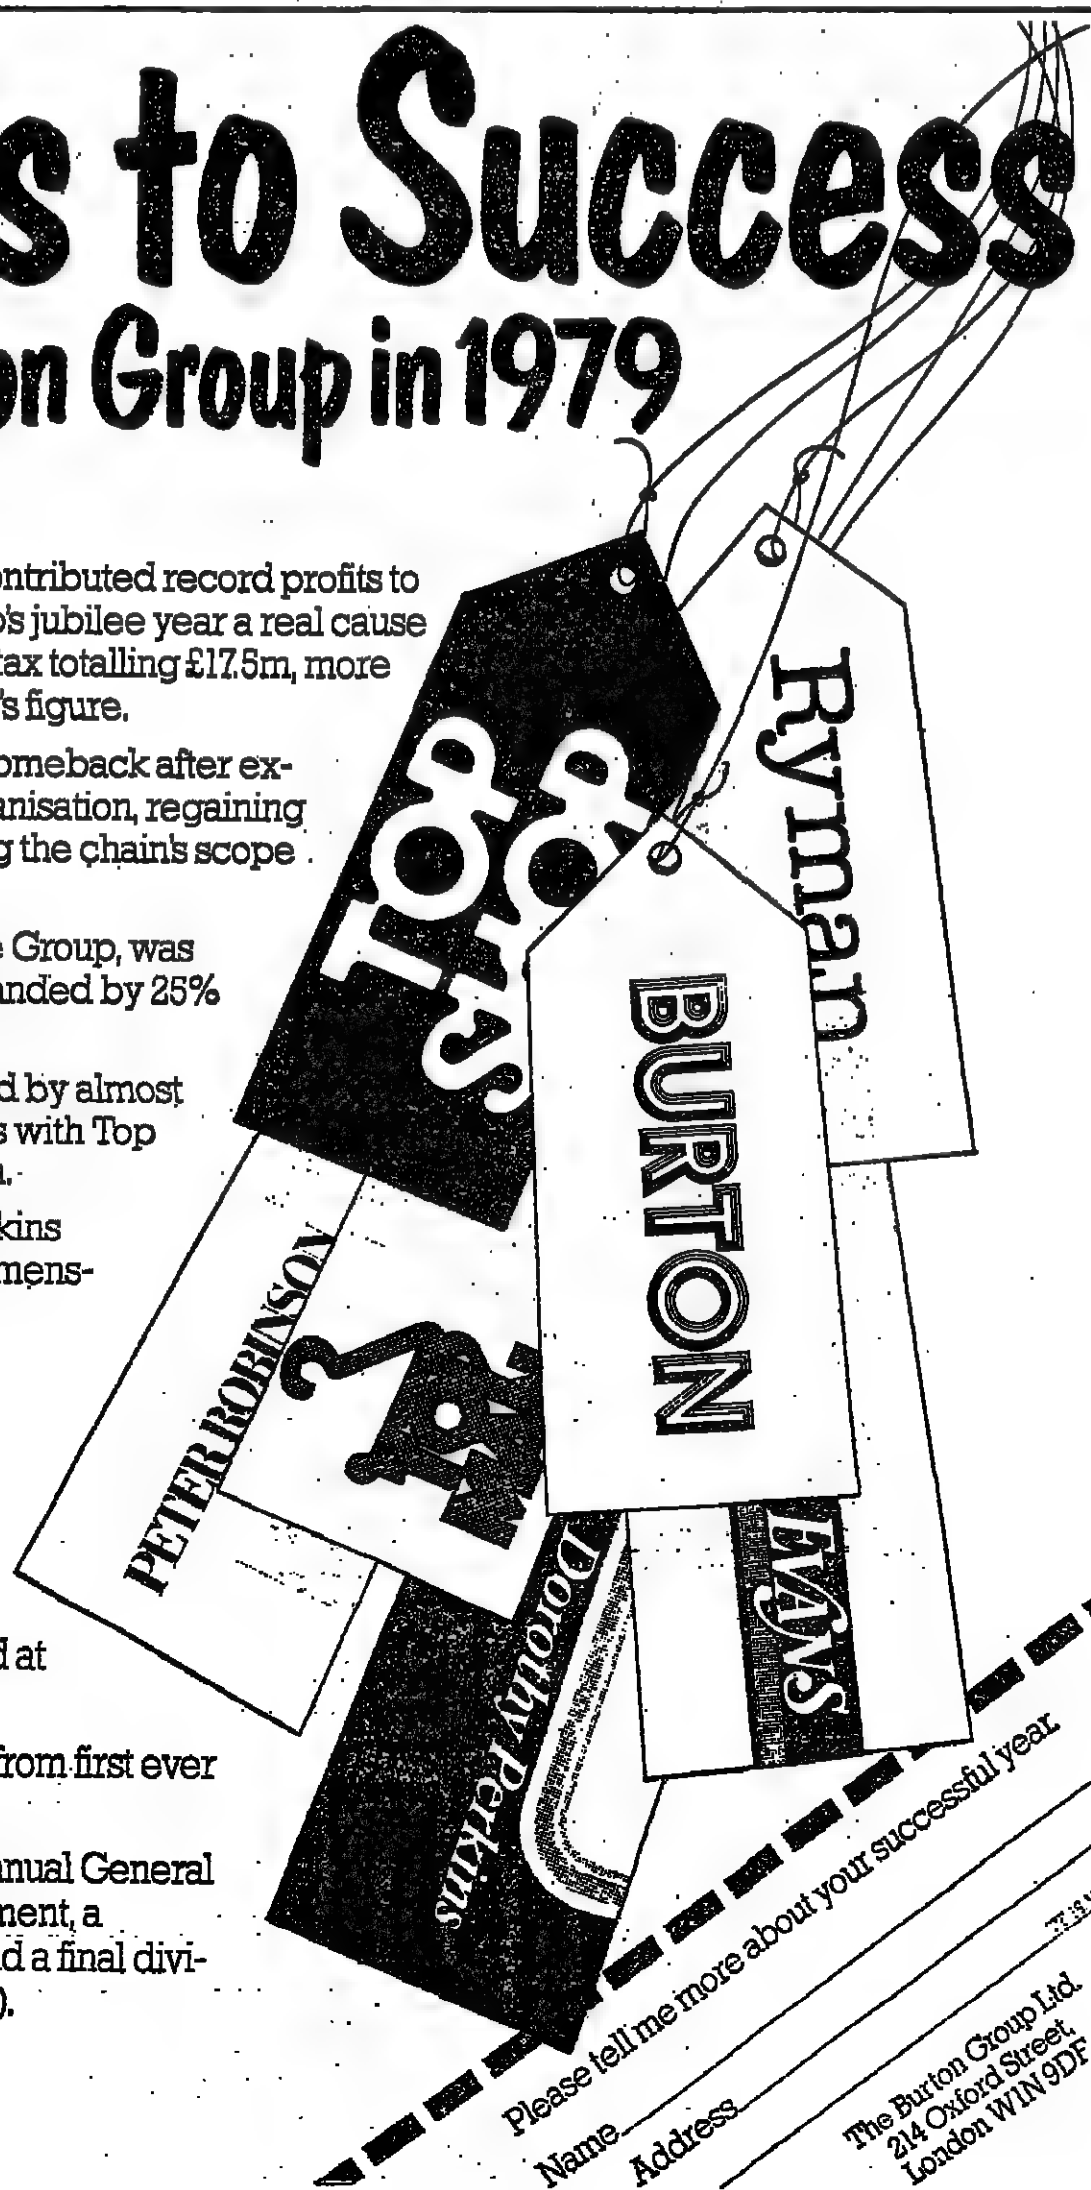 s to Success
on Group in 1979
ontributed record profits to
o's jubilee year a real cause
tax totalling £17.5m, more
's figure.
omeback after ex-
anisation, regaining
g the chain's scope
e Group, was
anded by 25%
d by almost
s with Top
n.
kins
mens-
d at
from first ever
nnual General
ment, a
d a final divi-
).
Top
Shop
Ryman
BURTON
PETER ROBINSON
Dorothy Perkins
Evans
Please tell me more about your successful year.
Name
Address
The Burton Group Ltd.
214 Oxford Street,
London W1N 9DF